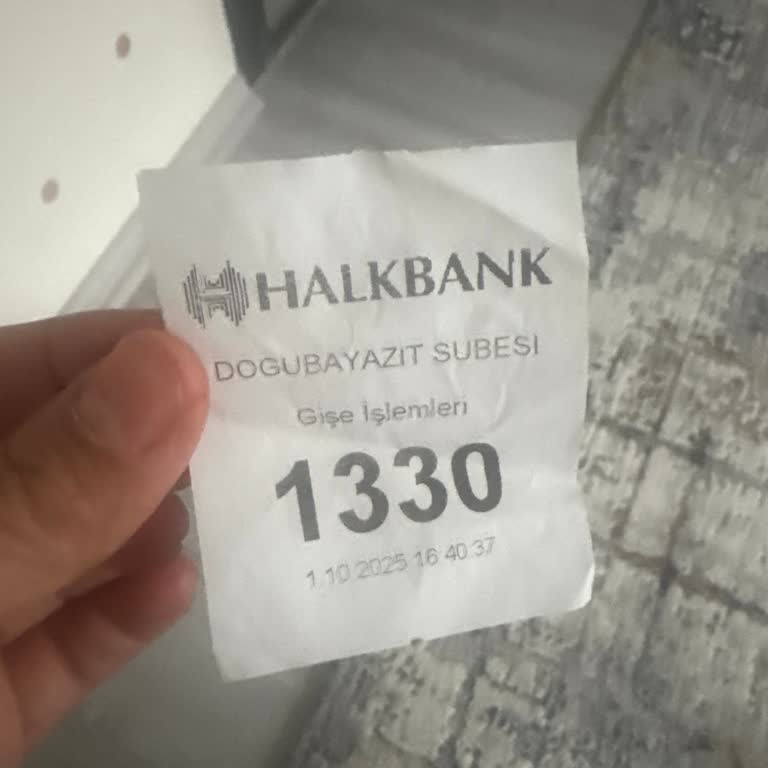 HALKBANK
DOGUBAYAZIT SUBESI
Gişe İşlemleri
1330
1.10.2025 16:40:37